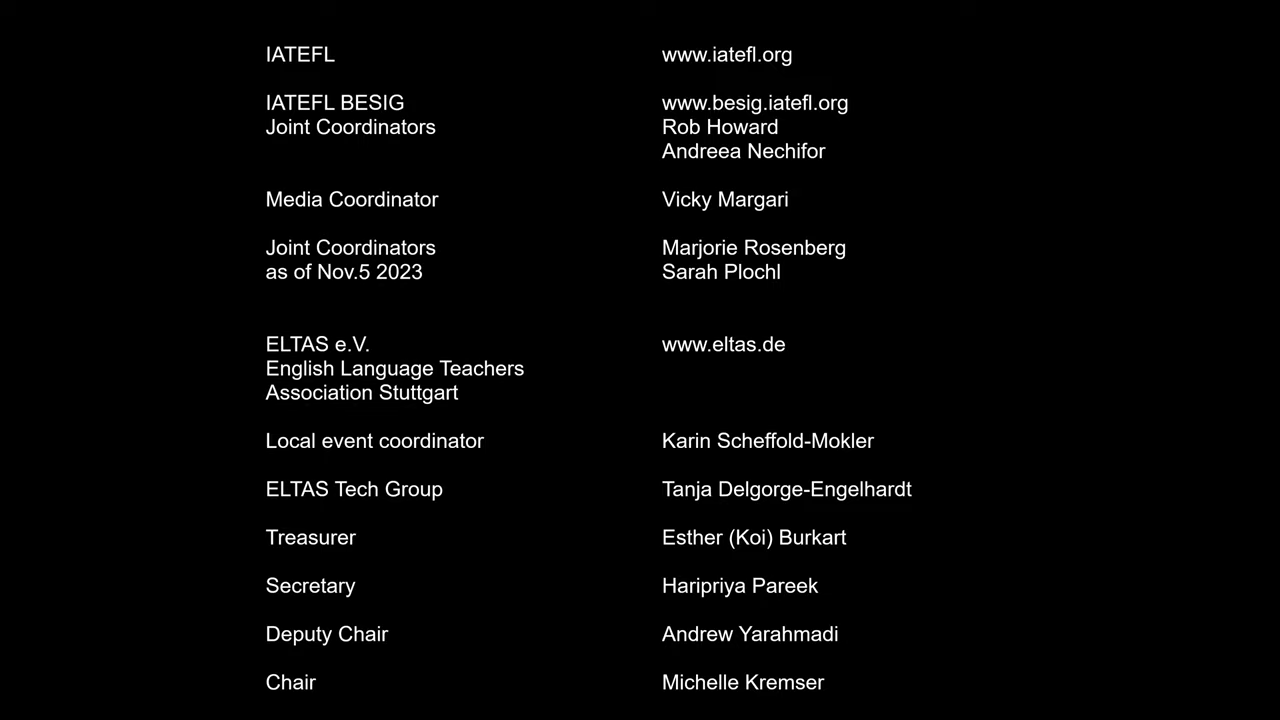 IATEFL www.iatefl.org
IATEFL BESIG www.besig.iatefl.org
Joint Coordinators Rob Howard
Andreea Nechifor
Media Coordinator Vicky Margari
Joint Coordinators Marjorie Rosenberg
as of Nov.5 2023 Sarah Plochl
ELTAS e.V. www.eltas.de
English Language Teachers
Association Stuttgart
Local event coordinator Karin Scheffold-Mokler
ELTAS Tech Group Tanja Delgorge-Engelhardt
Treasurer Esther (Koi) Burkart
Secretary Haripriya Pareek
Deputy Chair Andrew Yarahmadi
Chair Michelle Kremser